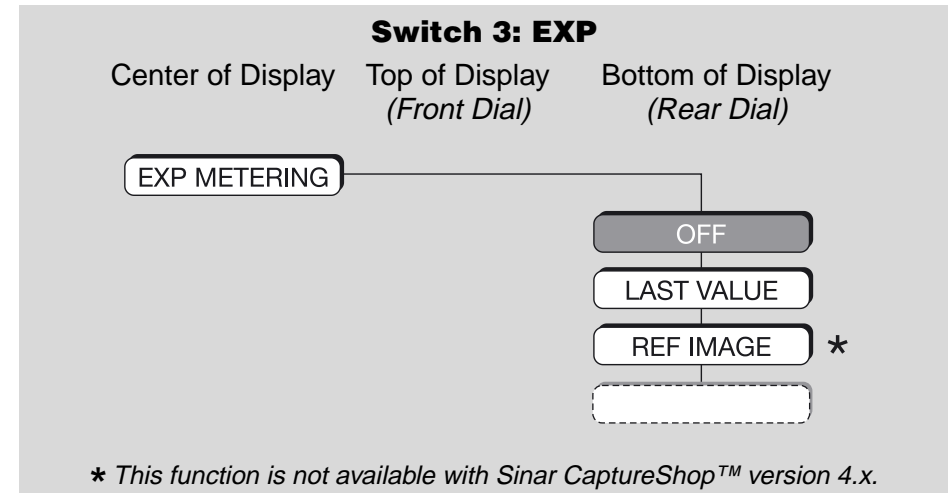 Switch 3: EXP
Center of Display Top of Display Bottom of Display
(Front Dial) (Rear Dial)
EXP METERING
OFF
LAST VALUE
REF IMAGE *
* This function is not available with Sinar CaptureShop™ version 4.x.